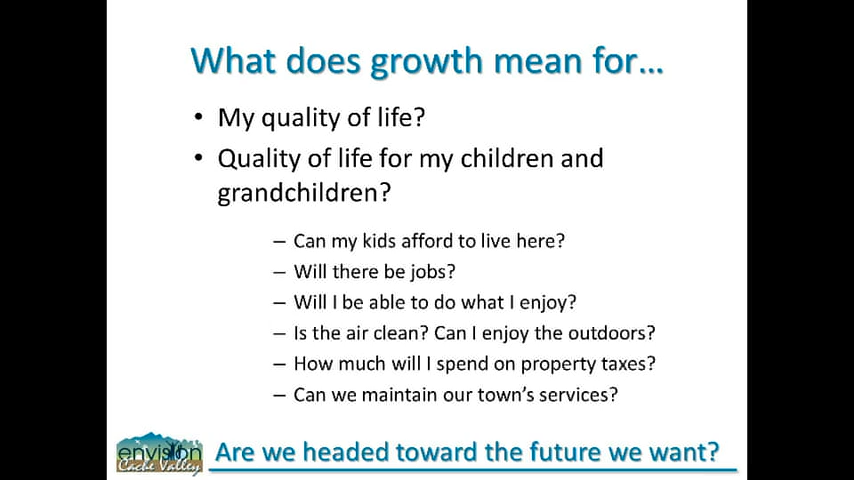 What does growth mean for...
• My quality of life?
• Quality of life for my children and
grandchildren?
– Can my kids afford to live here?
– Will there be jobs?
– Will I be able to do what I enjoy?
– Is the air clean? Can I enjoy the outdoors?
– How much will I spend on property taxes?
– Can we maintain our town's services?
envision
Cache Valley
Are we headed toward the future we want?